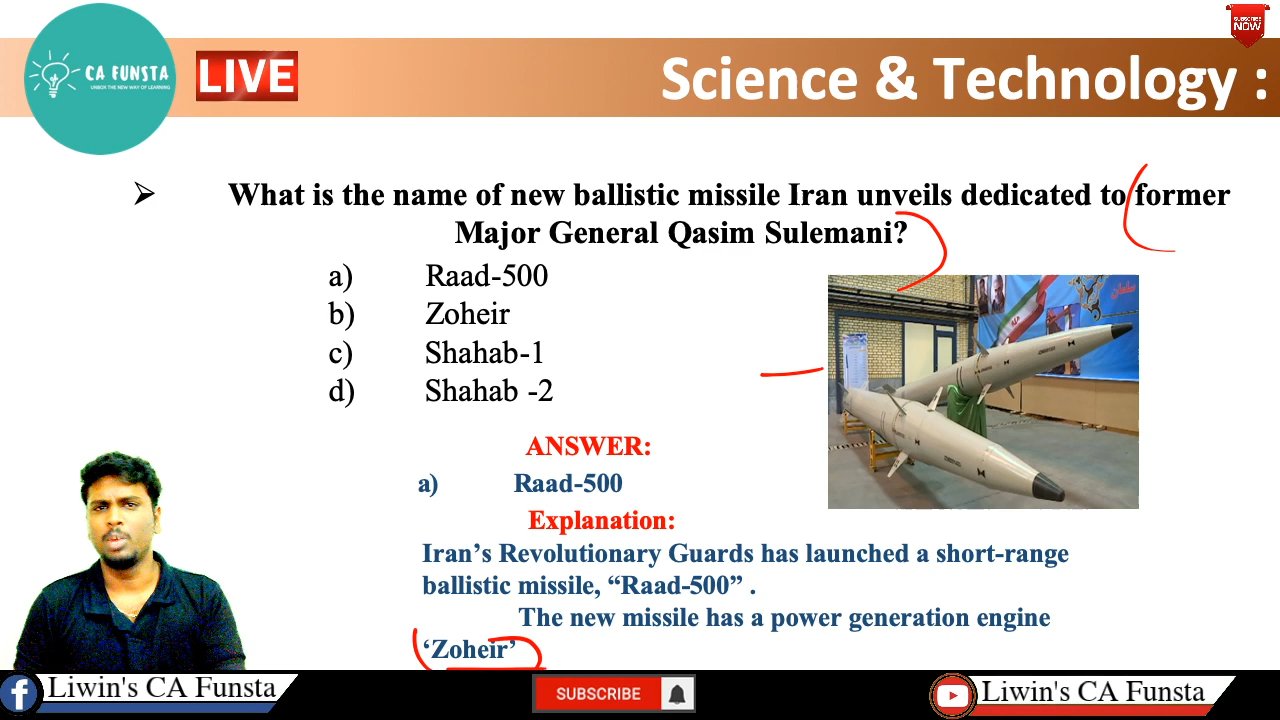 SUBSCRIBE
NOW
CA FUNSTA
LIVE
Science & Technology :
➢ What is the name of new ballistic missile Iran unveils dedicated to former
Major General Qasim Sulemani?
a) Raad-500
b) Zoheir
c) Shahab-1
d) Shahab -2
ANSWER:
a) Raad-500
Explanation:
Iran’s Revolutionary Guards has launched a short-range
ballistic missile, “Raad-500” .
The new missile has a power generation engine
‘Zoheir’
Liwin's CA Funsta
SUBSCRIBE
Liwin's CA Funsta